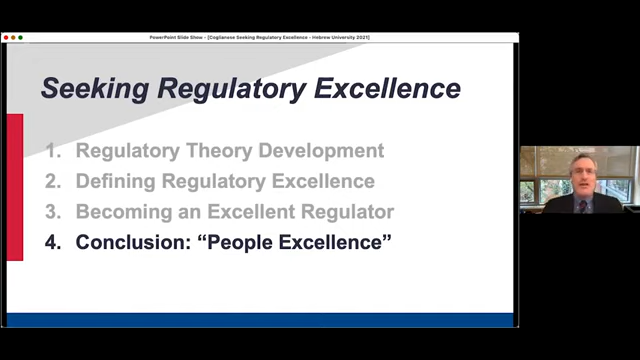 PowerPoint Slide Show - [Coglianese Seeking Regulatory Excellence - Hebrew University 2021]
Seeking Regulatory Excellence
1. Regulatory Theory Development
2. Defining Regulatory Excellence
3. Becoming an Excellent Regulator
4. Conclusion: “People Excellence”